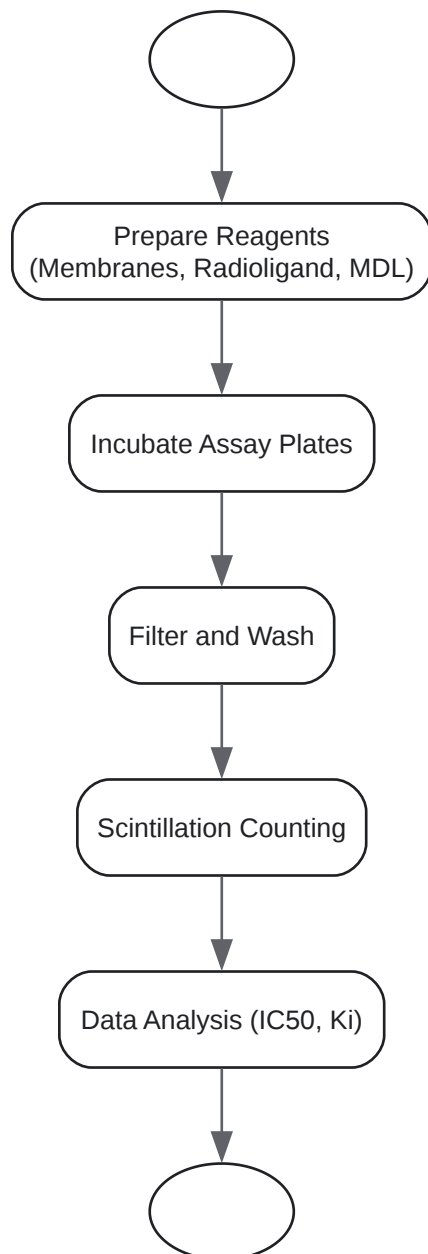 Prepare Reagents
(Membranes, Radioligand, MDL)
Incubate Assay Plates
Filter and Wash
Scintillation Counting
Data Analysis (IC50, Ki)